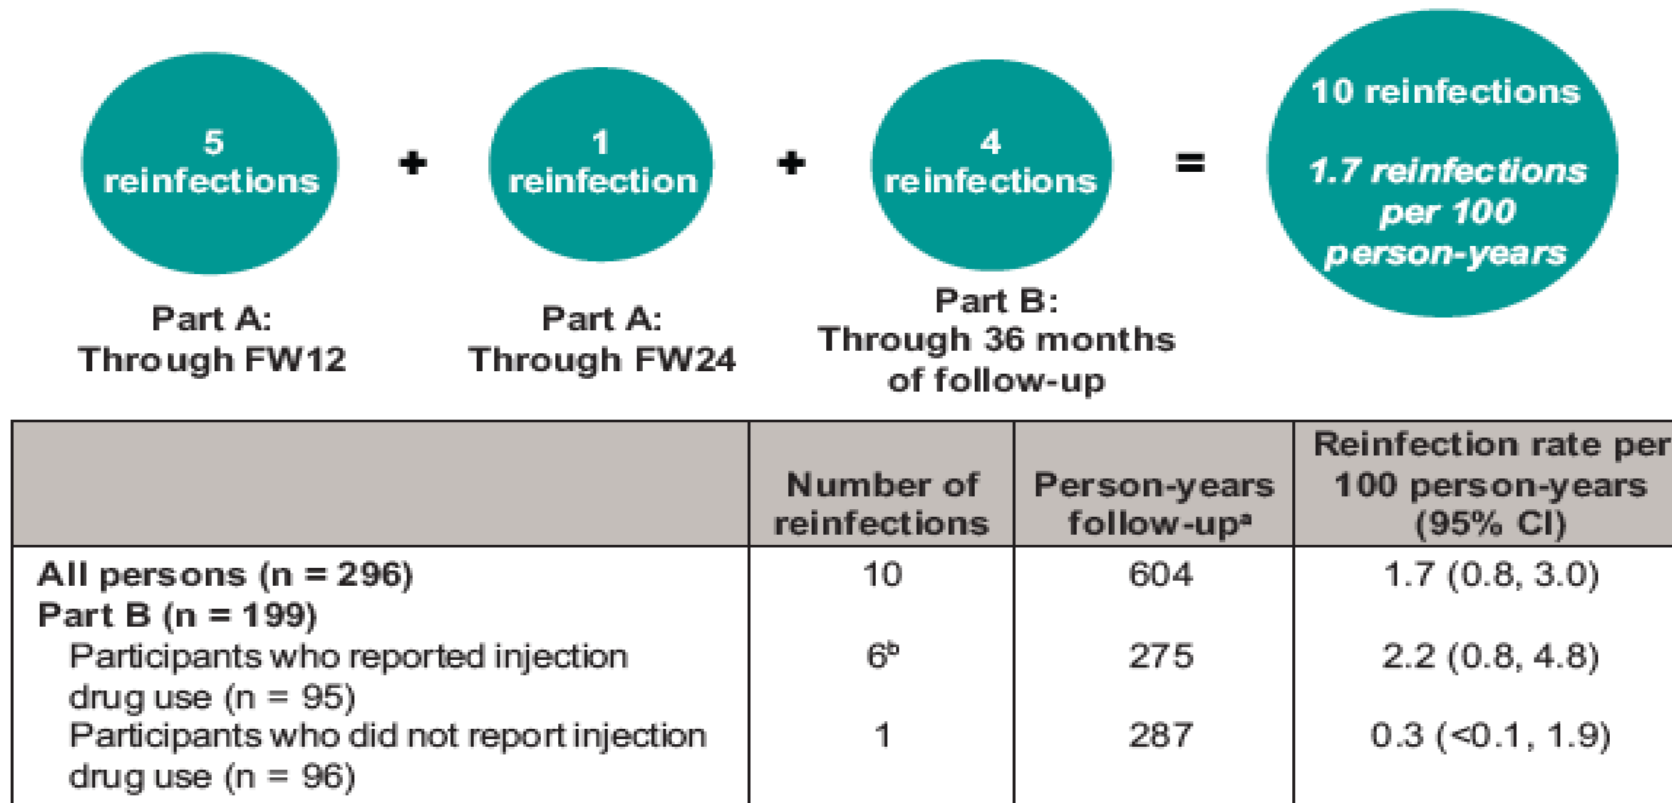 5
reinfections
+
1
reinfection
+
4
reinfections
=
10 reinfections
1.7 reinfections
per 100
person-years
Part A:
Through FW12
Part A:
Through FW24
Part B:
Through 36 months
of follow-up
Number of
reinfections
Person-years
follow-upᵃ
Reinfection rate per
100 person-years
(95% CI)
All persons (n = 296) 10 604 1.7 (0.8, 3.0)
Part B (n = 199)
Participants who reported injection 6ᵇ 275 2.2 (0.8, 4.8)
drug use (n = 95)
Participants who did not report injection 1 287 0.3 (<0.1, 1.9)
drug use (n = 96)